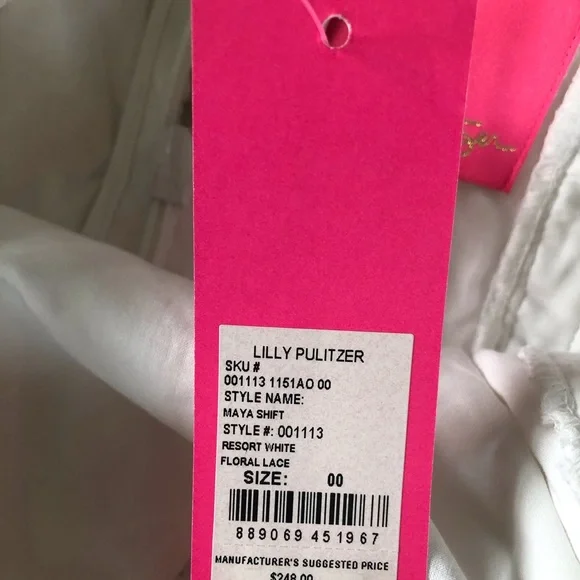 LILLY PULITZER
SKU #
001113 1151AO 00
STYLE NAME:
MAYA SHIFT
STYLE #: 001113
RESORT WHITE
FLORAL LACE
SIZE: 00
889069 451967
MANUFACTURER'S SUGGESTED PRICE
$248.00